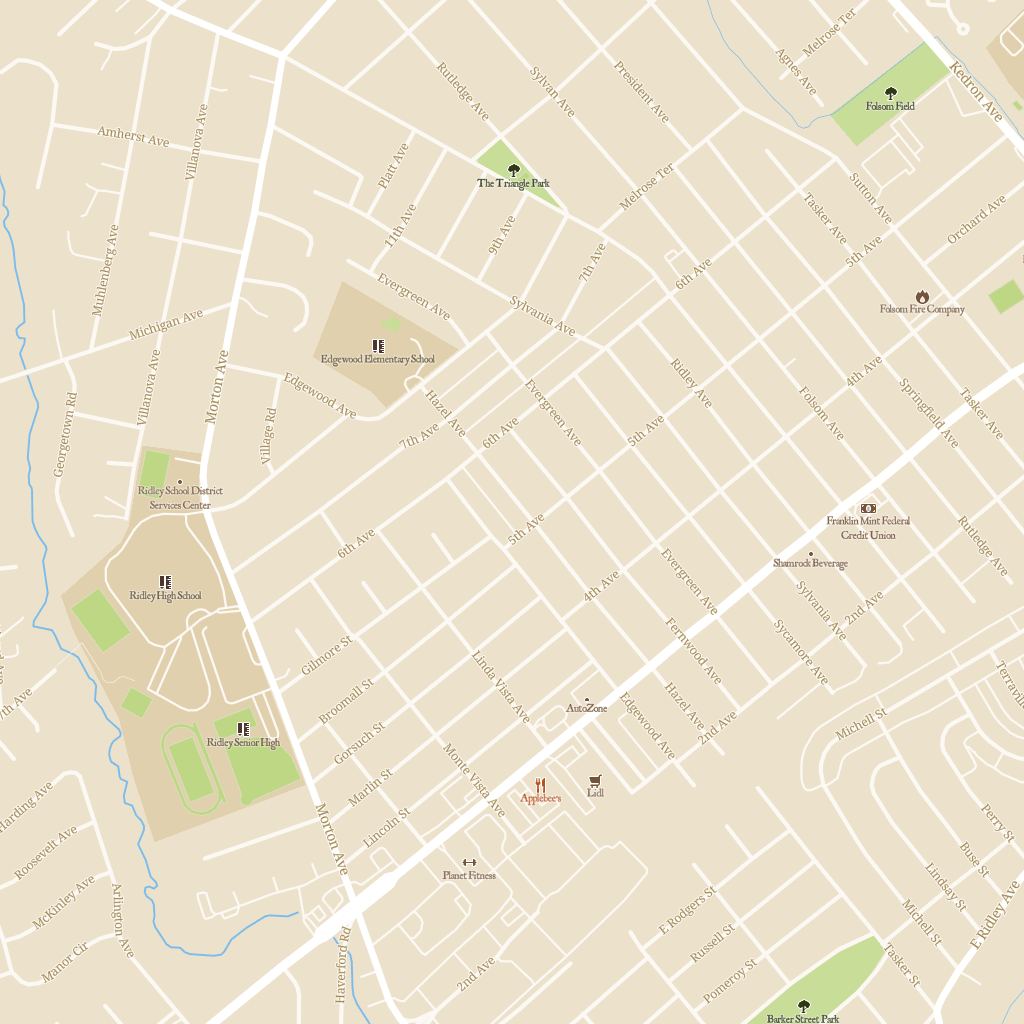 Melrose Ter
Agnes Ave
Kedron Ave
Rutledge Ave
Sylvan Ave
President Ave
Folsom Field
Amherst Ave
Villanova Ave
Platt Ave
The Triangle Park
Melrose Ter
Sutton Ave
Tasker Ave
Orchard Ave
11th Ave
9th Ave
7th Ave
6th Ave
5th Ave
Muhlenberg Ave
Evergreen Ave
Sylvania Ave
Folsom Fire Company
Michigan Ave
Edgewood Elementary School
Villanova Ave
Morton Ave
Edgewood Ave
Hazel Ave
Evergreen Ave
Ridley Ave
4th Ave
Folsom Ave
Springfield Ave
Tasker Ave
Georgetown Rd
Village Rd
7th Ave
6th Ave
5th Ave
Ridley School District
Services Center
6th Ave
5th Ave
Franklin Mint Federal
Credit Union
Rutledge Ave
Shamrock Beverage
Ridley High School
4th Ave
Evergreen Ave
Sylvania Ave
2nd Ave
Sycamore Ave
Gilmore St
Fernwood Ave
Linda Vista Ave
Broomall St
Hazel Ave
Edgewood Ave
2nd Ave
AutoZone
Michell St
7th Ave
Gorsuch St
Ridley Senior High
Monte Vista Ave
Marlin St
Applebee's
Lidl
Lincoln St
Morton Ave
Harding Ave
Roosevelt Ave
Perry St
Buse St
Planet Fitness
McKinley Ave
Arlington Ave
Lindsay St
Michell St
E Ridley Ave
E Rodgers St
Russell St
Manor Cir
Haverford Rd
2nd Ave
Pomeroy St
Tasker St
Barker Street Park